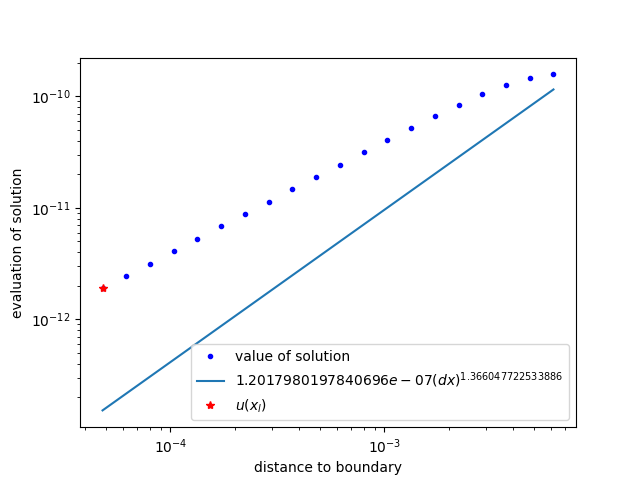 10⁻¹⁰
10⁻¹¹
10⁻¹²
evaluation of solution
value of solution
1.2017980197840696e − 07(dx)^1.366047722533886
u(x_l)
10⁻⁴ 10⁻³
distance to boundary